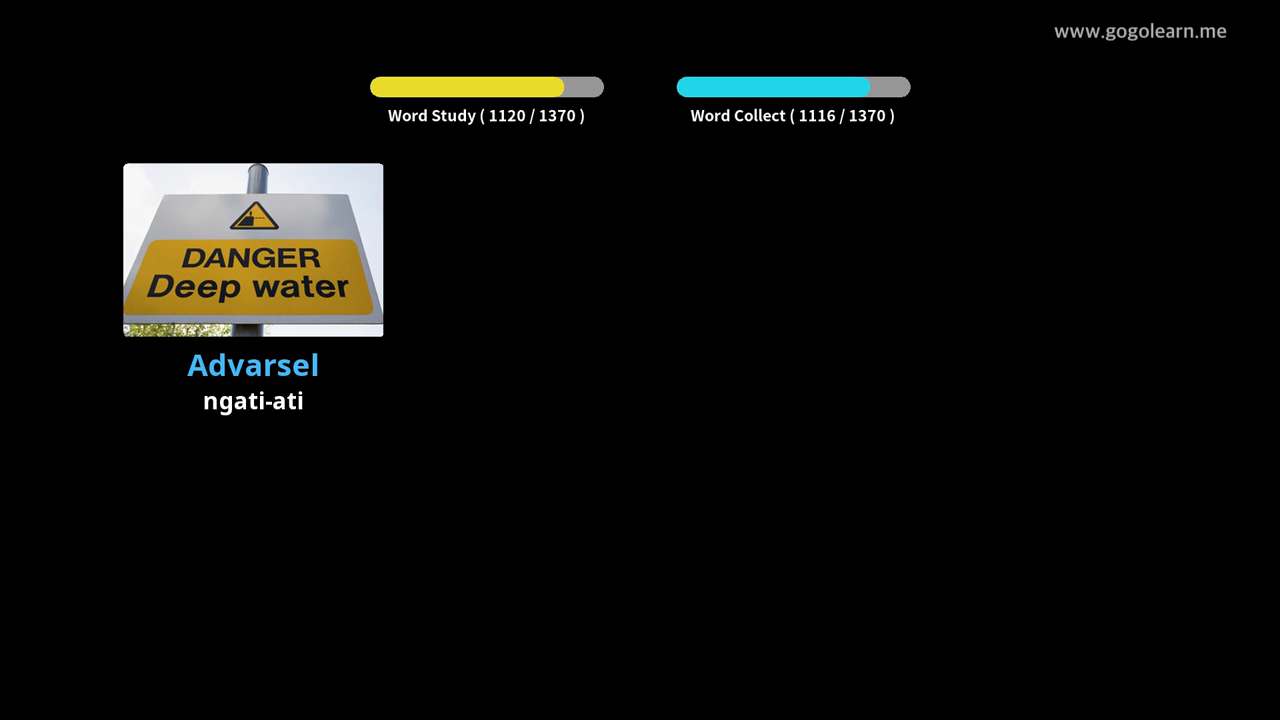 www.gogolearn.me
Word Study ( 1120 / 1370 )
Word Collect ( 1116 / 1370 )
DANGER
Deep water
Advarsel
ngati-ati